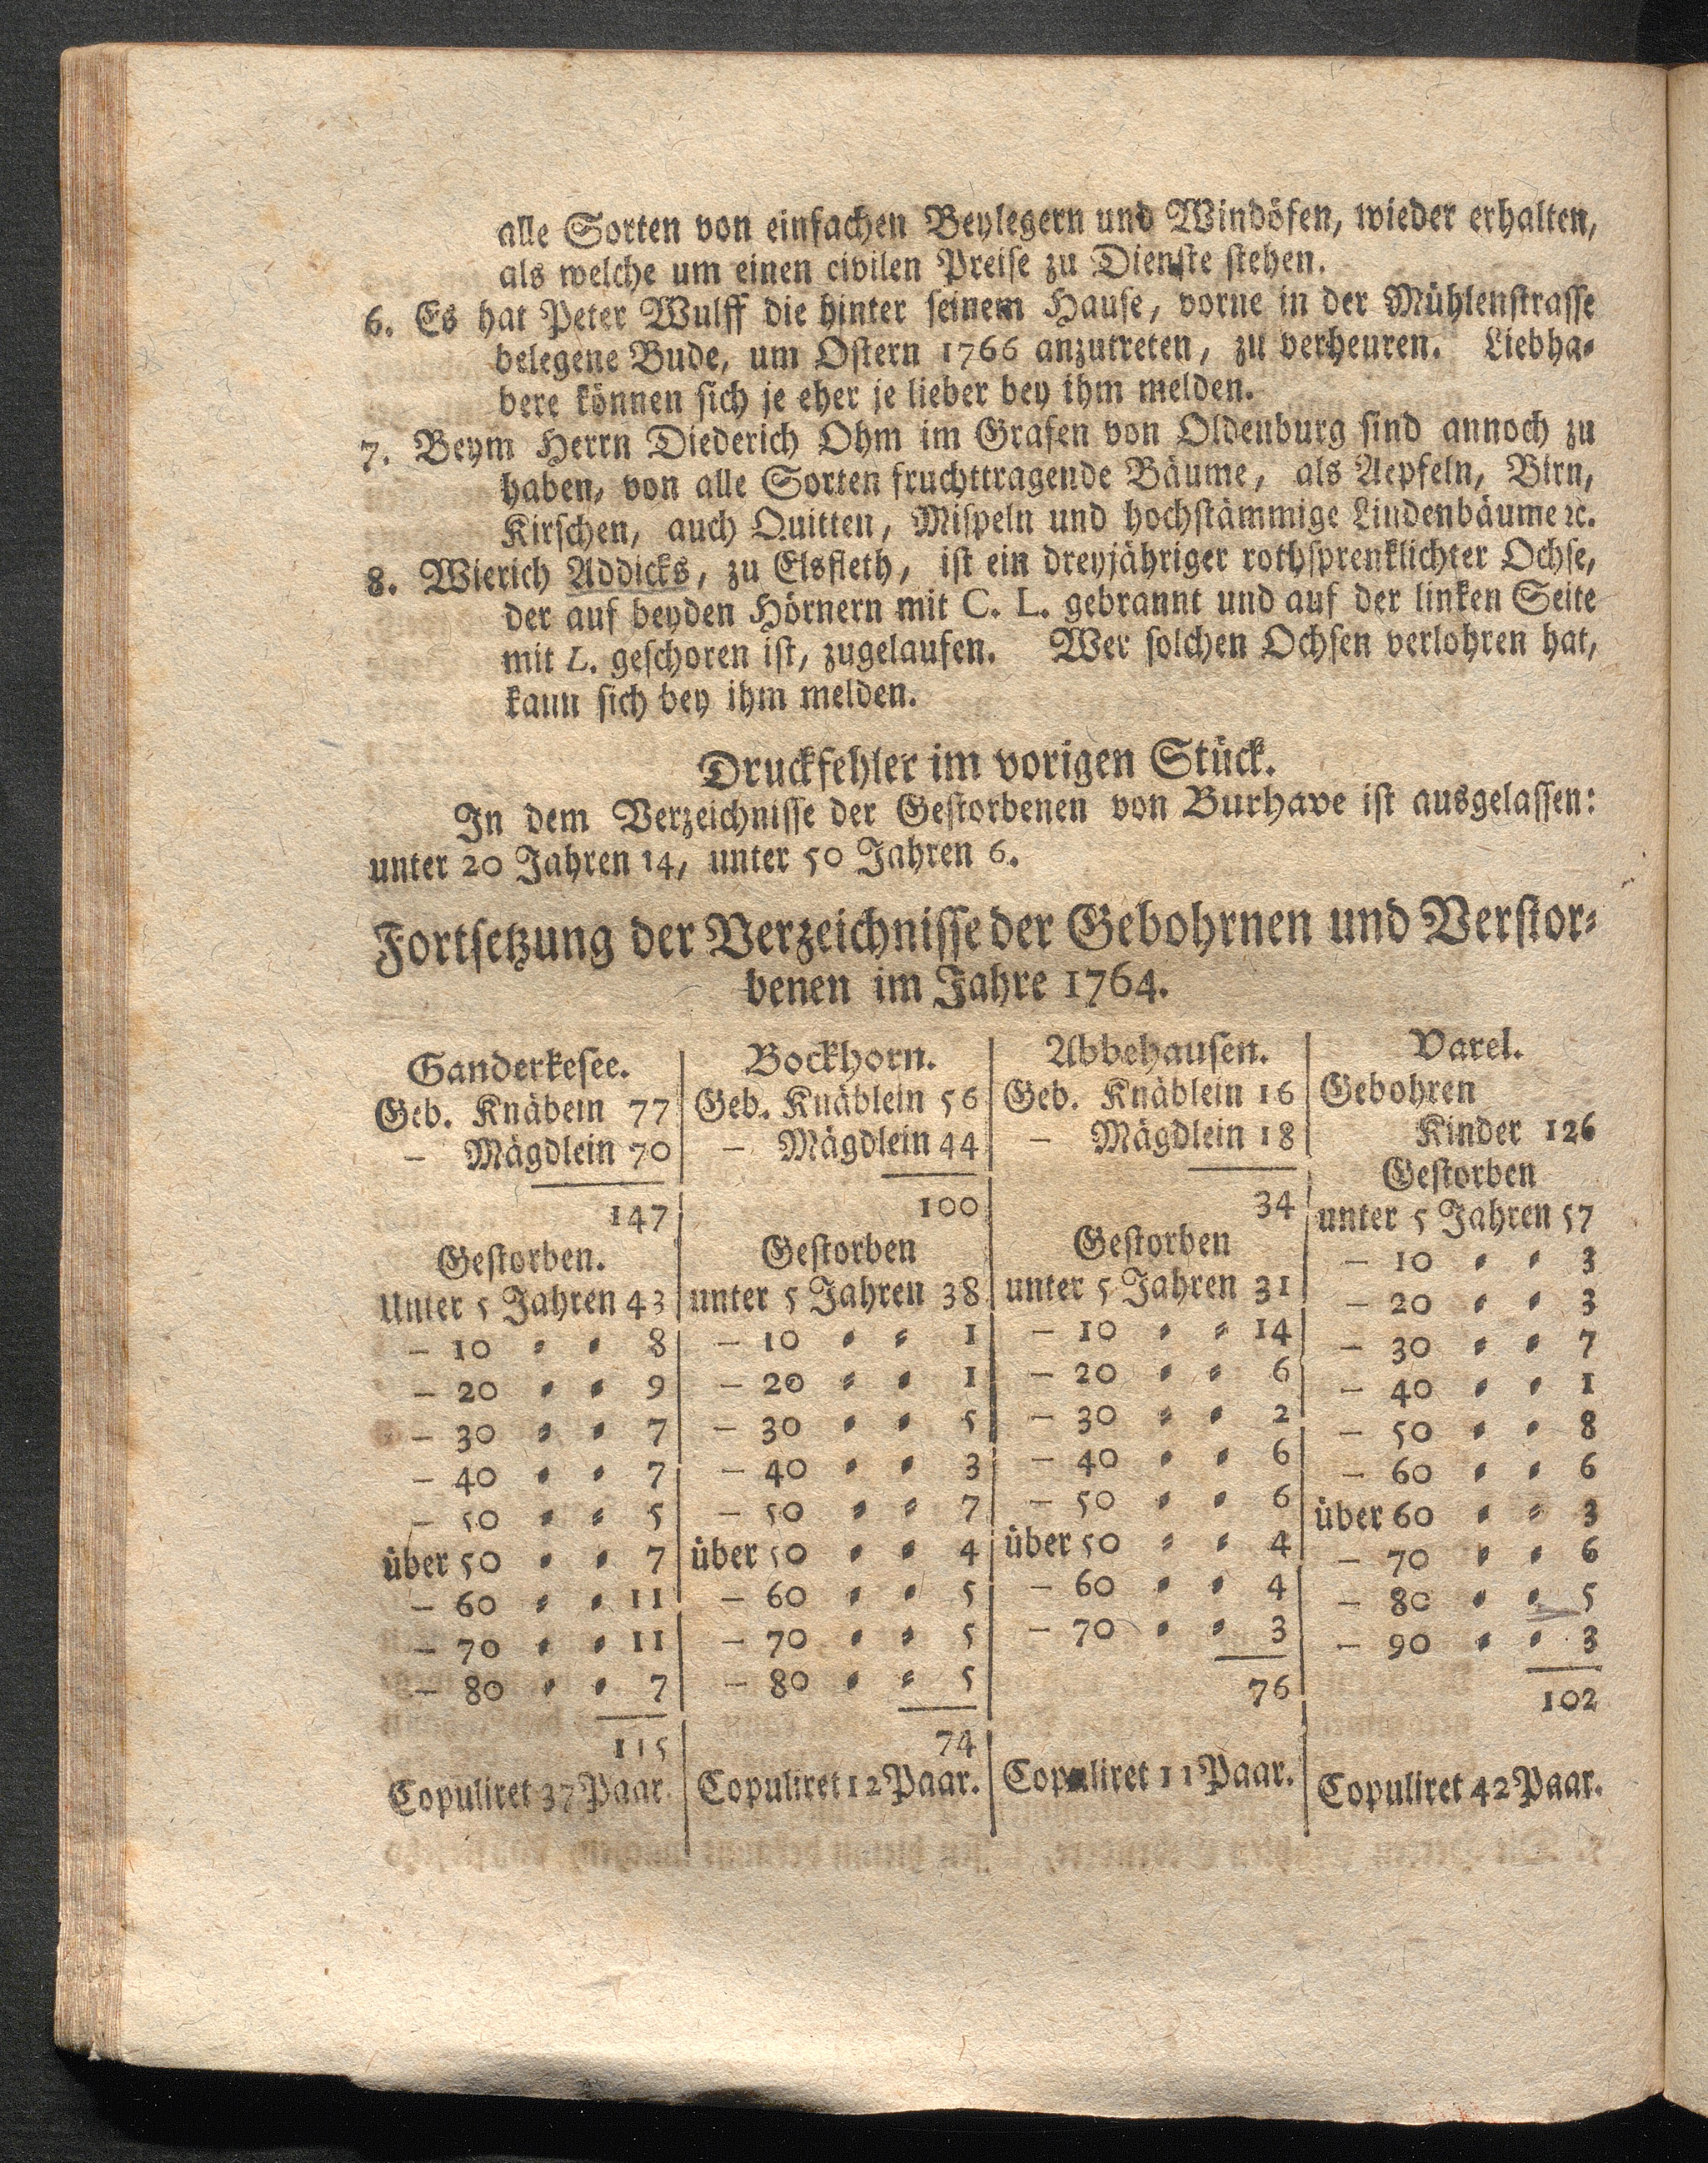 alle Sorten von einfachen Beylegern und Windöfen, wieder erhalten,
als welche um einen civilen Preise zu Dienste stehen.
6. Es hat Peter Wulff die hinter seinem Hause, vorne in der Mühlenstrasse
belegene Bude, um Ostern 1766 anzutreten, zu verheuren. Liebha-
bere können sich je eher je lieber bey ihm melden.
7. Beym Herrn Diederich Ohm im Grafen von Oldenburg sind annoch zu
haben, von alle Sorten fruchttragende Bäume, als Aepfeln, Birn,
Kirschen, auch Quitten, Mispeln und hochstämmige Lindenbäume ꝛc.
8. Wierich Addicks, zu Elsfleth, ist ein dreyjähriger rothsprenklichter Ochse,
der auf beyden Hörnern mit C. L. gebrannt und auf der linken Seite
mit L. geschoren ist, zugelaufen. Wer solchen Ochsen verlohren hat,
kann sich bey ihm melden.
Druckfehler im vorigen Stück.
In dem Verzeichnisse der Gestorbenen von Burhave ist ausgelassen:
unter 20 Jahren 14, unter 50 Jahren 6.
Fortsetzung der Verzeichnisse der Gebohrnen und Verstor-
benen im Jahre 1764.
Ganderkesee.
Geb. Knäbein 77
– Mägdlein 70
147
Gestorben.
Unter 5 Jahren 43
– 10 = = 8
– 20 = = 9
– 30 = = 7
– 40 = = 7
– 50 = = 5
über 50 = = 7
– 60 = = 11
– 70 = = 11
– 80 = = 7
115
Copuliret 37 Paar.
Bockhorn.
Geb. Knäblein 56
– Mägdlein 44
100
Gestorben
unter 5 Jahren 38
– 10 = = 1
– 20 = = 1
– 30 = = 5
– 40 = = 3
– 50 = = 7
über 50 = = 4
– 60 = = 5
– 70 = = 5
– 80 = = 5
74
Copuliret 12 Paar.
Abbehausen.
Geb. Knäblein 16
– Mägdlein 18
34
Gestorben
unter 5 Jahren 31
– 10 = = 14
– 20 = = 6
– 30 = = 2
– 40 = = 6
– 50 = = 6
über 50 = = 4
– 60 = = 4
– 70 = = 3
76
Copuliret 11 Paar.
Varel.
Gebohren
Kinder 126
Gestorben
unter 5 Jahren 57
– 10 = = 3
– 20 = = 3
– 30 = = 7
– 40 = = 1
– 50 = = 8
– 60 = = 6
über 60 = = 3
– 70 = = 6
– 80 = = 5
– 90 = = 3
102
Copuliret 42 Paar.